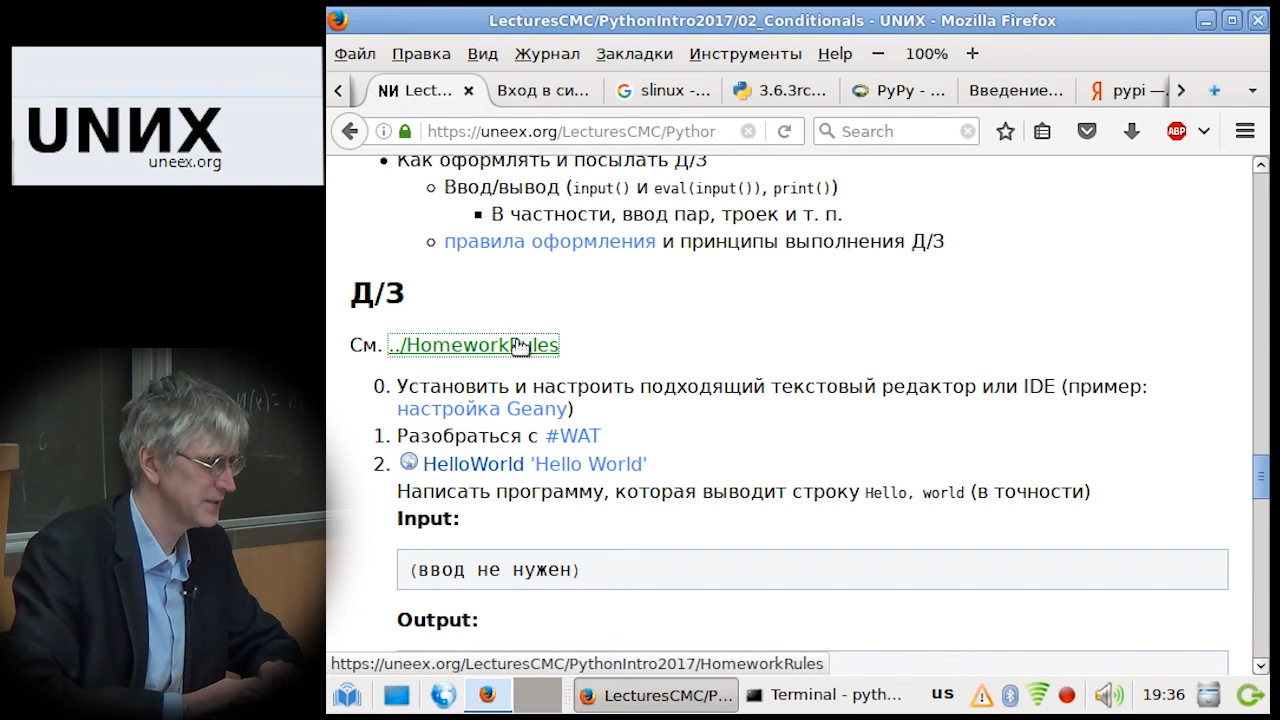 UNИX
uneex.org
LecturesCMC/PythonIntro2017/02_Conditionals - UNИX - Mozilla Firefox
Файл Правка Вид Журнал Закладки Инструменты Help − 100% +
NИ Lect... Вход в си... slinux -... 3.6.3rc... PyPy - ... Введение... pypi —
https://uneex.org/LecturesCMC/Pythor Search ABP
Как оформлять и посылать Д/З
Ввод/вывод (input() и eval(input()), print())
В частности, ввод пар, троек и т. п.
правила оформления и принципы выполнения Д/З
Д/З
См. ../HomeworkRules
0. Установить и настроить подходящий текстовый редактор или IDE (пример:
настройка Geany)
1. Разобраться с #WAT
2. HelloWorld 'Hello World'
Написать программу, которая выводит строку Hello, world (в точности)
Input:
(ввод не нужен)
Output:
https://uneex.org/LecturesCMC/PythonIntro2017/HomeworkRules
LecturesCMC/P... Terminal - pyth... us 19:36